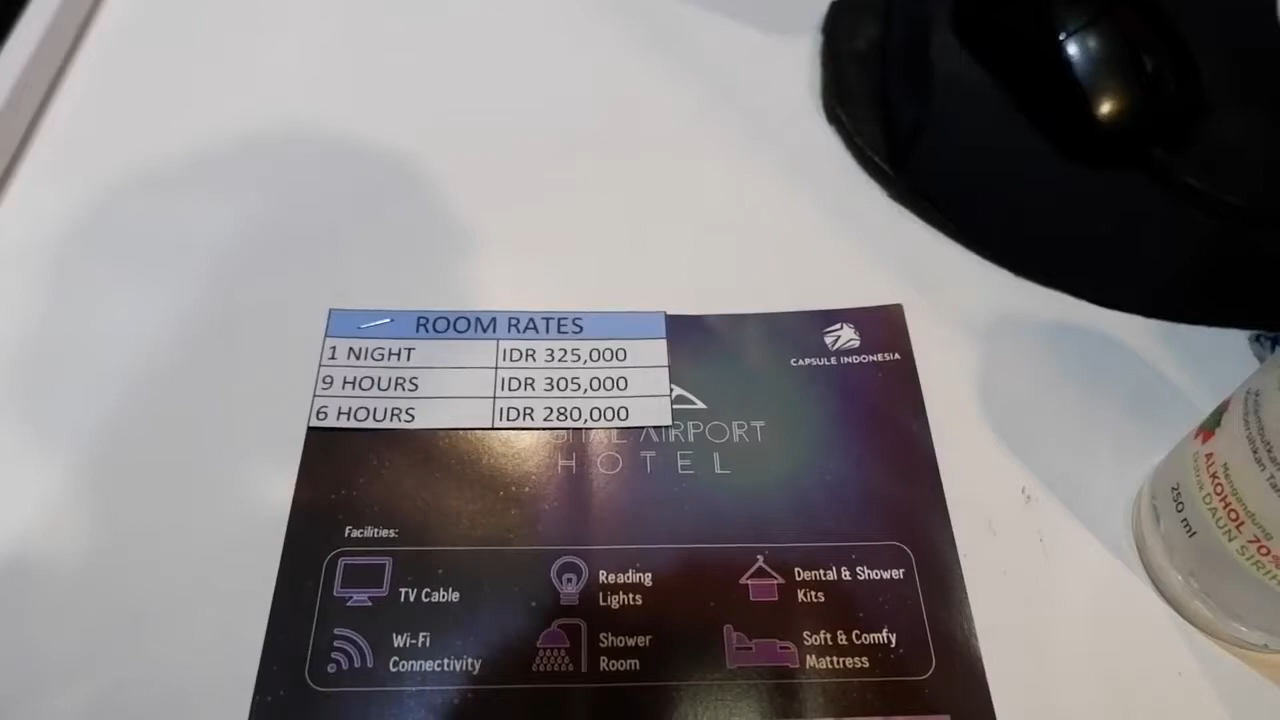 ROOM RATES
1 NIGHT IDR 325,000
9 HOURS IDR 305,000
6 HOURS IDR 280,000
CAPSULE INDONESIA
AIRPORT
HOTEL
Facilities:
TV Cable
Reading
Lights
Dental & Shower
Kits
Wi-Fi
Connectivity
Shower
Room
Soft & Comfy
Mattress
Mengandung
ALKOHOL 70%
Ekstrak DAUN SIRIH
250 ml